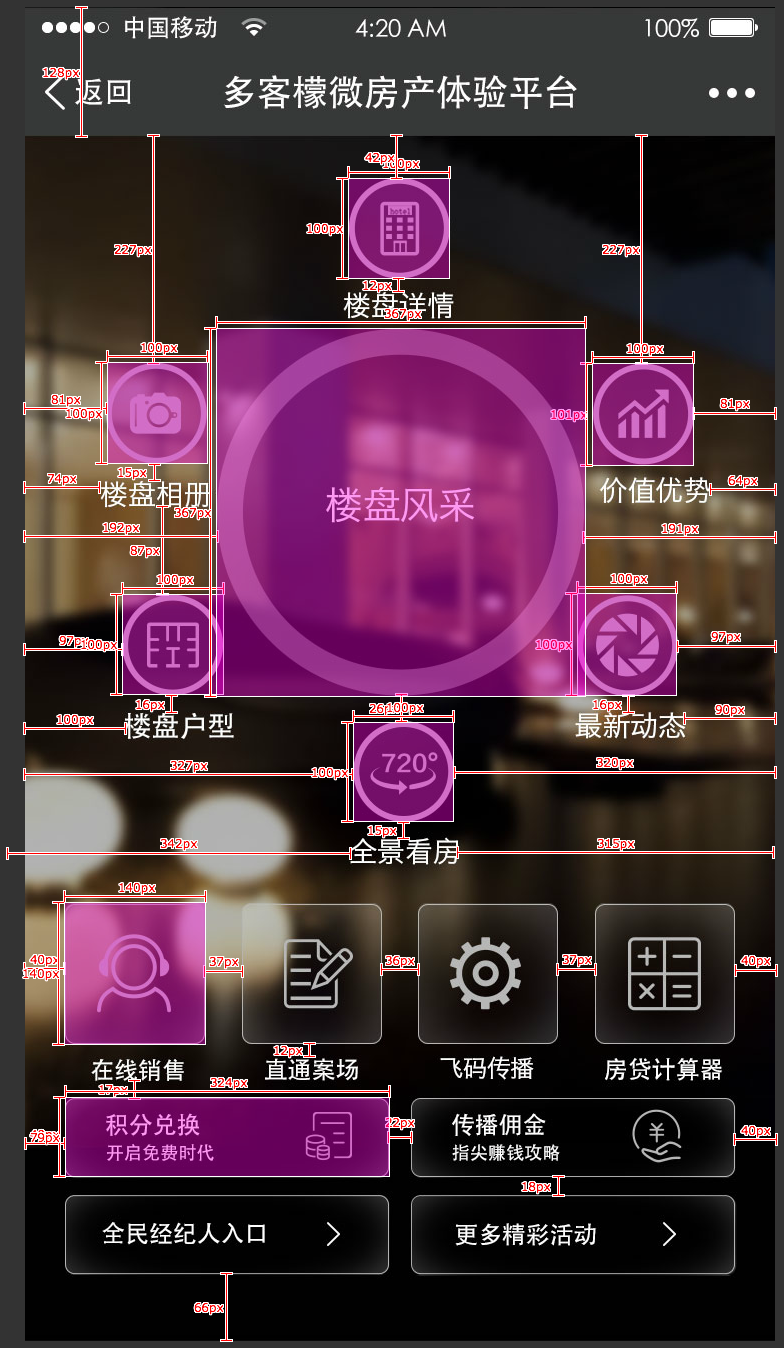 中国移动 4:20 AM 100%
128px
返回 多客檬微房产体验平台
42px 100px
hotel
100px
227px 227px
12px
楼盘详情
367px
100px 100px
81px 100px 101px 81px
15px
74px 64px
楼盘相册 价值优势
楼盘风采
367px
192px 191px
87px
100px 100px
97px 100px 100px 97px
16px 16px
100px 90px
楼盘户型 最新动态
100px
327px 100px 720° 320px
15px
342px 全景看房 315px
140px
40px 37px 36px 37px 40px
140px
12px
在线销售 直通案场 飞码传播 房贷计算器
17px 324px
积分兑换 22px 传播佣金 ¥
79px 40px
开启免费时代 指尖赚钱攻略
18px
全民经纪人入口 更多精彩活动
66px